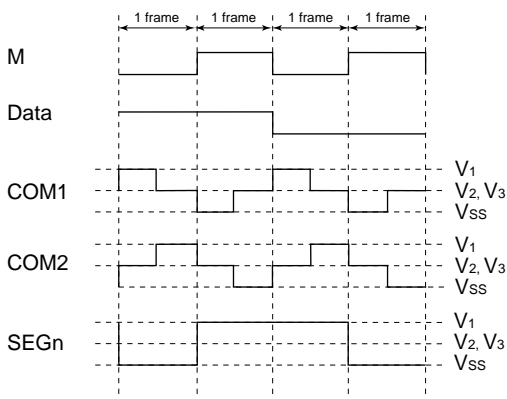 1 frame 1 frame 1 frame 1 frame
M
Data
COM1
V1
V2, V3
VSS
COM2
V1
V2, V3
VSS
SEGn
V1
V2, V3
VSS